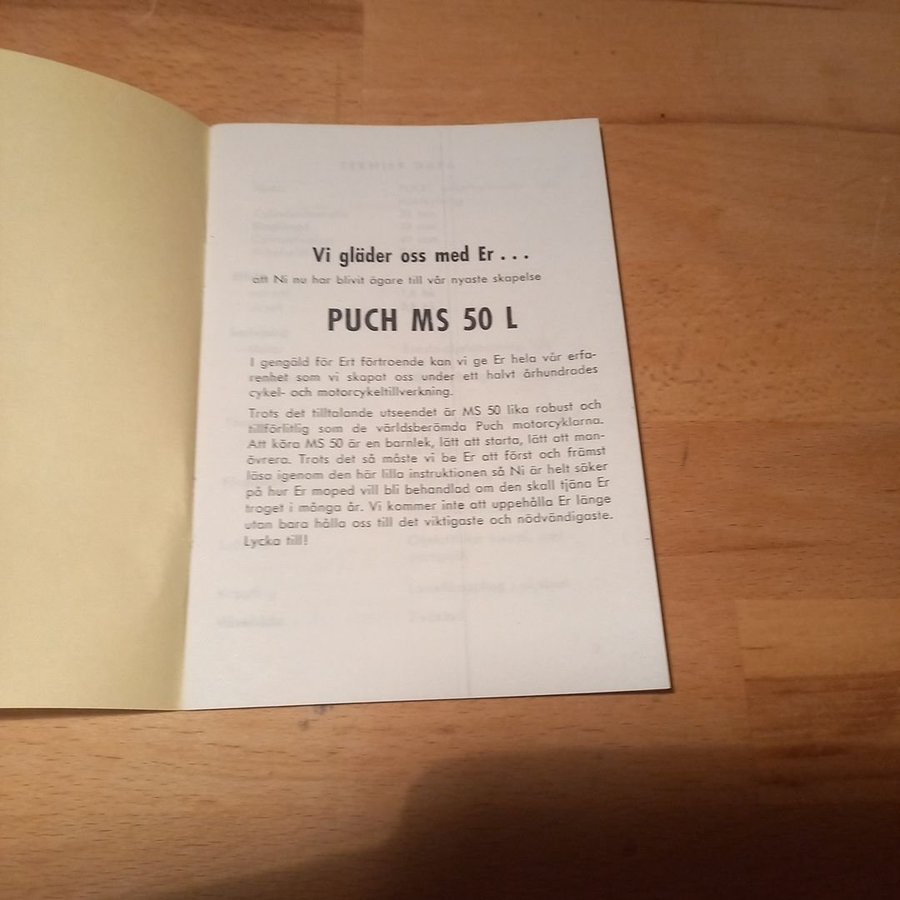 Vi gläder oss med Er . . .
att Ni nu har blivit ägare till vår nyaste skapelse
PUCH MS 50 L
I gengäld för Ert förtroende kan vi ge Er hela vår erfa-
renhet som vi skapat oss under ett halvt århundrades
cykel- och motorcykeltillverkning.
Trots det tilltalande utseendet är MS 50 lika robust och
tillförlitlig som de världsberömda Puch motorcyklarna.
Att köra MS 50 är en barnlek, lätt att starta, lätt att man-
övrera. Trots det så måste vi be Er att först och främst
läsa igenom den här lilla instruktionen så Ni är helt säker
på hur Er moped vill bli behandlad om den skall tjäna Er
troget i många år. Vi kommer inte att uppehålla Er länge
utan bara hålla oss till det viktigaste och nödvändigaste.
Lycka till!